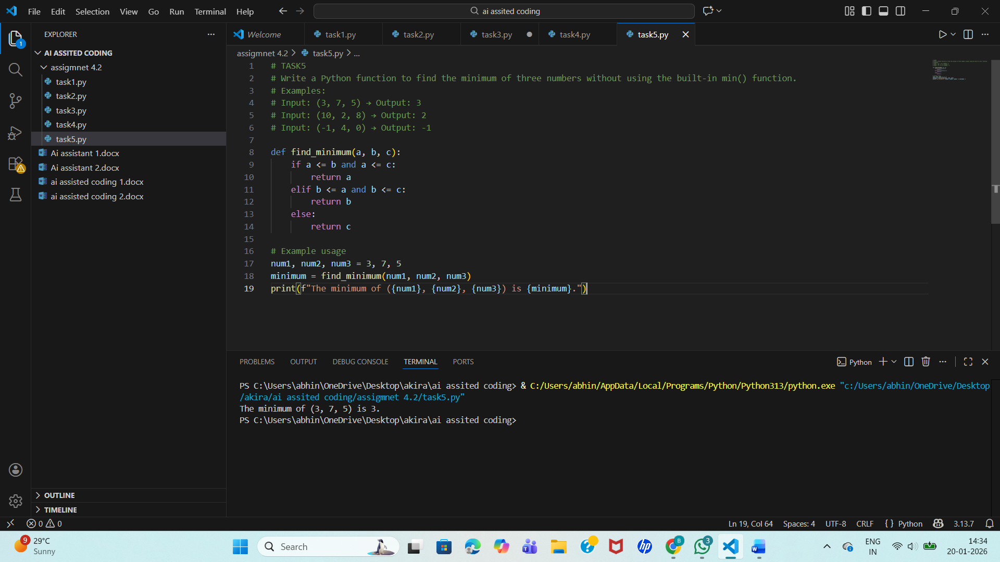 File Edit Selection View Go Run Terminal Help
ai assited coding
EXPLORER
AI ASSITED CODING
assigmnet 4.2
task1.py
task2.py
task3.py
task4.py
task5.py
Ai assistant 1.docx
Ai assistant 2.docx
ai assisted coding 1.docx
ai assisted coding 2.docx
OUTLINE
TIMELINE
1
Welcome task1.py task2.py task3.py task4.py task5.py
assigmnet 4.2 > task5.py > ...
1 # TASK5
2 # Write a Python function to find the minimum of three numbers without using the built-in min() function.
3 # Examples:
4 # Input: (3, 7, 5) → Output: 3
5 # Input: (10, 2, 8) → Output: 2
6 # Input: (-1, 4, 0) → Output: -1
7
8 def find_minimum(a, b, c):
9     if a <= b and a <= c:
10         return a
11     elif b <= a and b <= c:
12         return b
13     else:
14         return c
15
16 # Example usage
17 num1, num2, num3 = 3, 7, 5
18 minimum = find_minimum(num1, num2, num3)
19 print(f"The minimum of ({num1}, {num2}, {num3}) is {minimum}.")
PROBLEMS OUTPUT DEBUG CONSOLE TERMINAL PORTS
Python
PS C:\Users\abhin\OneDrive\Desktop\akira\ai assited coding> & C:/Users/abhin/AppData/Local/Programs/Python/Python313/python.exe "c:/Users/abhin/OneDrive/Desktop
/akira/ai assited coding/assigmnet 4.2/task5.py"
The minimum of (3, 7, 5) is 3.
PS C:\Users\abhin\OneDrive\Desktop\akira\ai assited coding>
0 0
Ln 19, Col 64 Spaces: 4 UTF-8 CRLF { } Python 3.13.7
9
29°C
Sunny
Search
hp
B
3
ENG
IN
14:34
20-01-2026